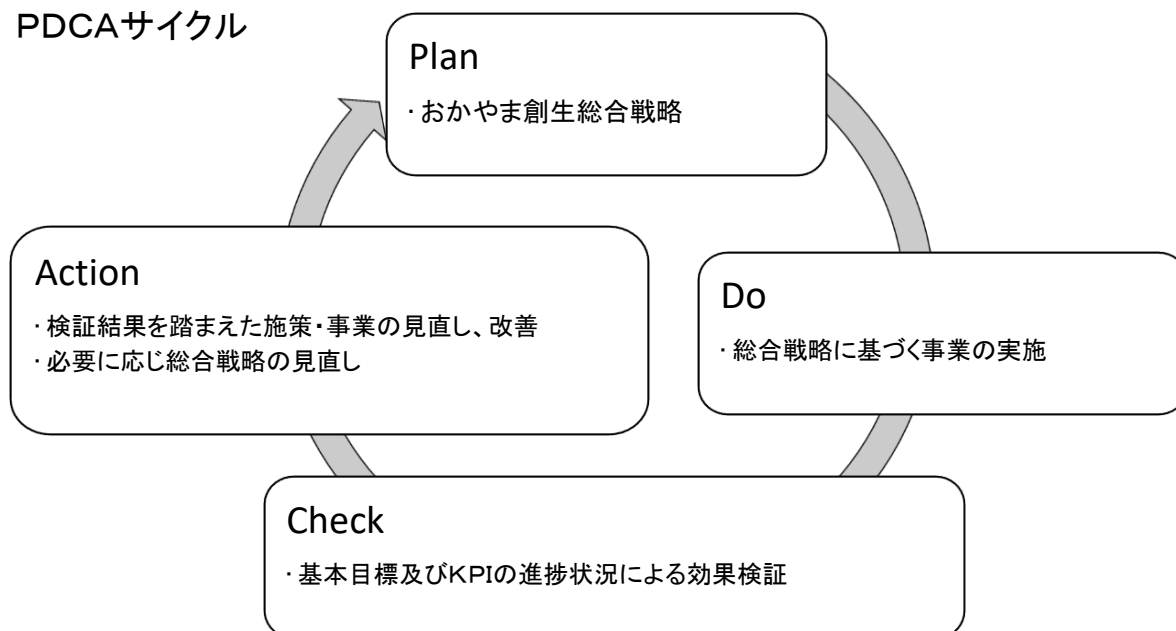 PDCAサイクル
Plan
・おかやま創生総合戦略
Do
・総合戦略に基づく事業の実施
Check
・基本目標及びKPIの進捗状況による効果検証
Action
・検証結果を踏まえた施策・事業の見直し、改善
・必要に応じ総合戦略の見直し